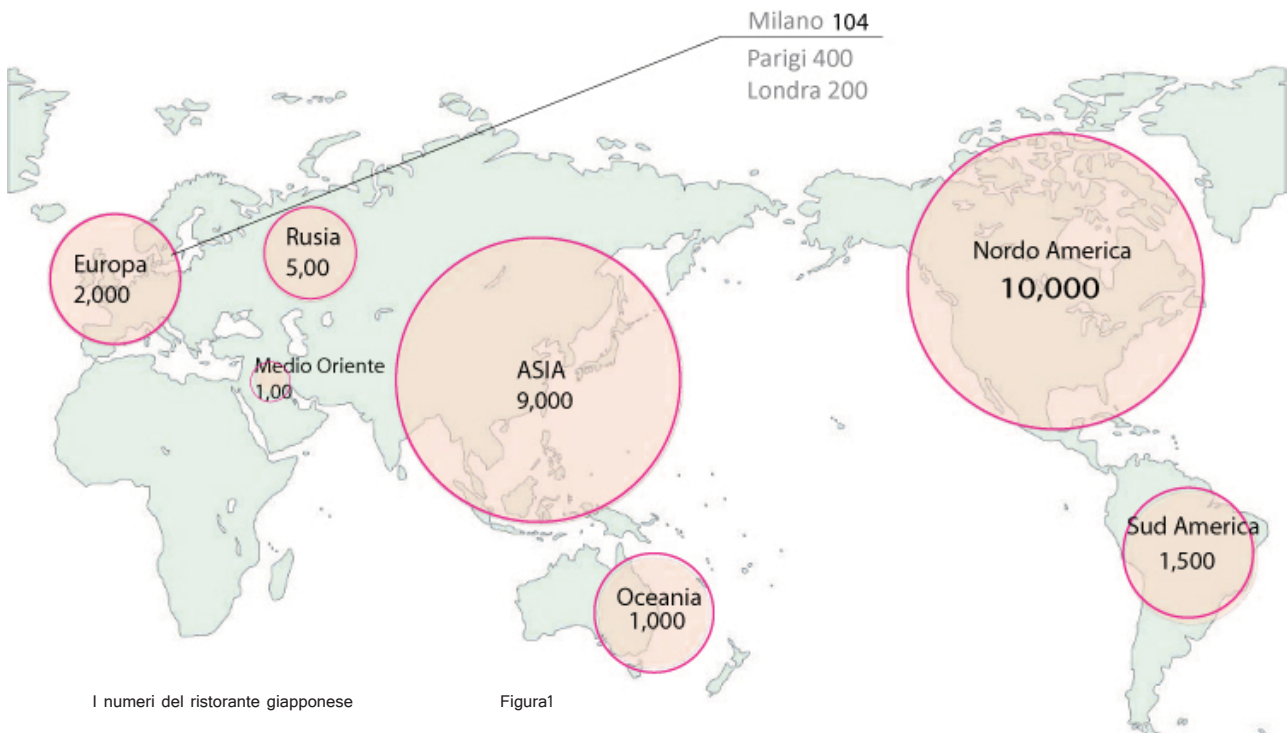 Milano 104
Parigi 400
Londra 200
Europa
2,000
Rusia
5,00
Medio Oriente
1,00
ASIA
9,000
Nordo America
10,000
Sud America
1,500
Oceania
1,000
I numeri del ristorante giapponese
Figura1